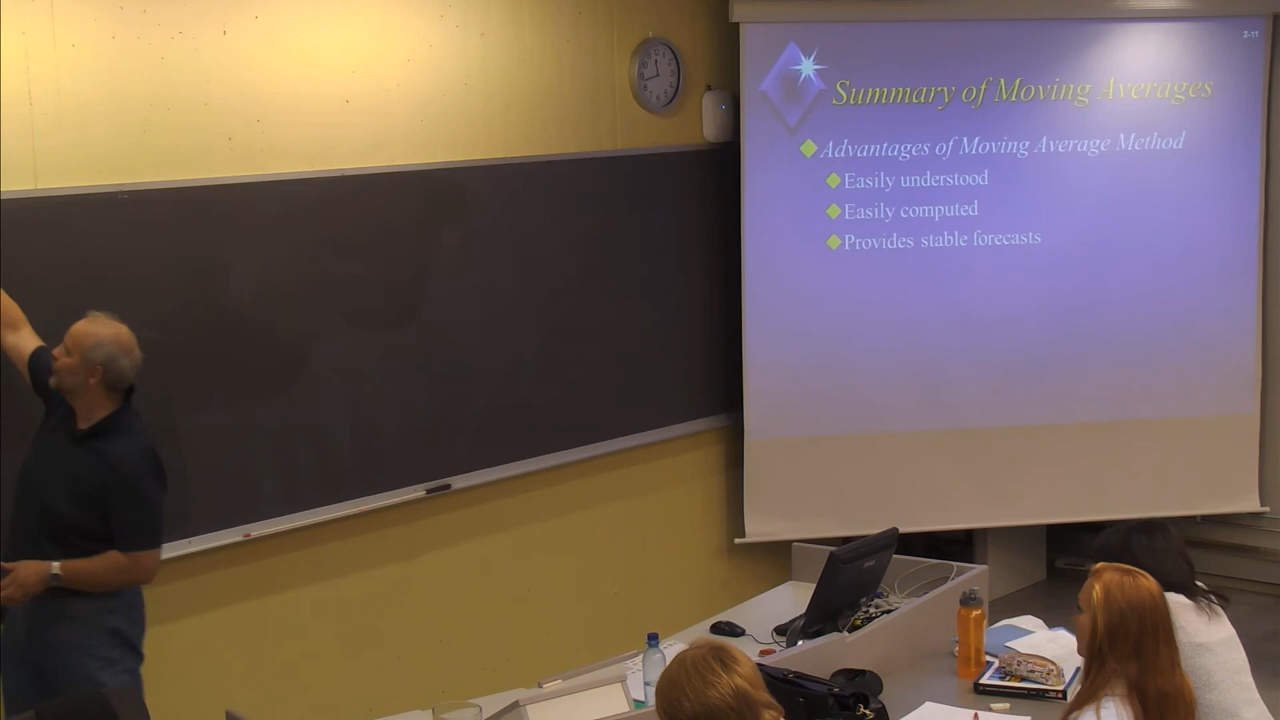 2-11
Summary of Moving Averages
Advantages of Moving Average Method
Easily understood
Easily computed
Provides stable forecasts